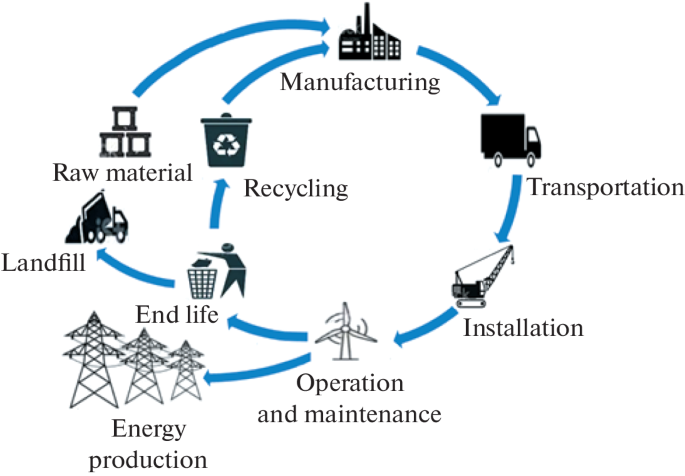 Manufacturing
Raw material
Recycling
Transportation
Landfill
End life
Installation
Operation
and maintenance
Energy
production